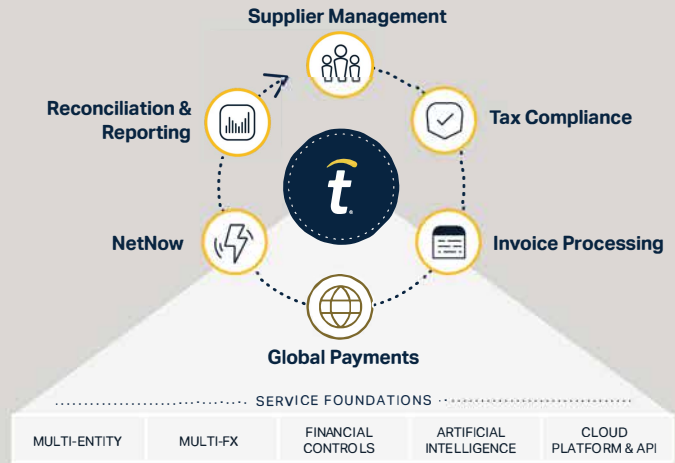 Supplier Management
Reconciliation &
Reporting
Tax Compliance
t.
NetNow
Invoice Processing
Global Payments
SERVICE FOUNDATIONS
MULTI-ENTITY
MULTI-FX
FINANCIAL
CONTROLS
ARTIFICIAL
INTELLIGENCE
CLOUD
PLATFORM & API